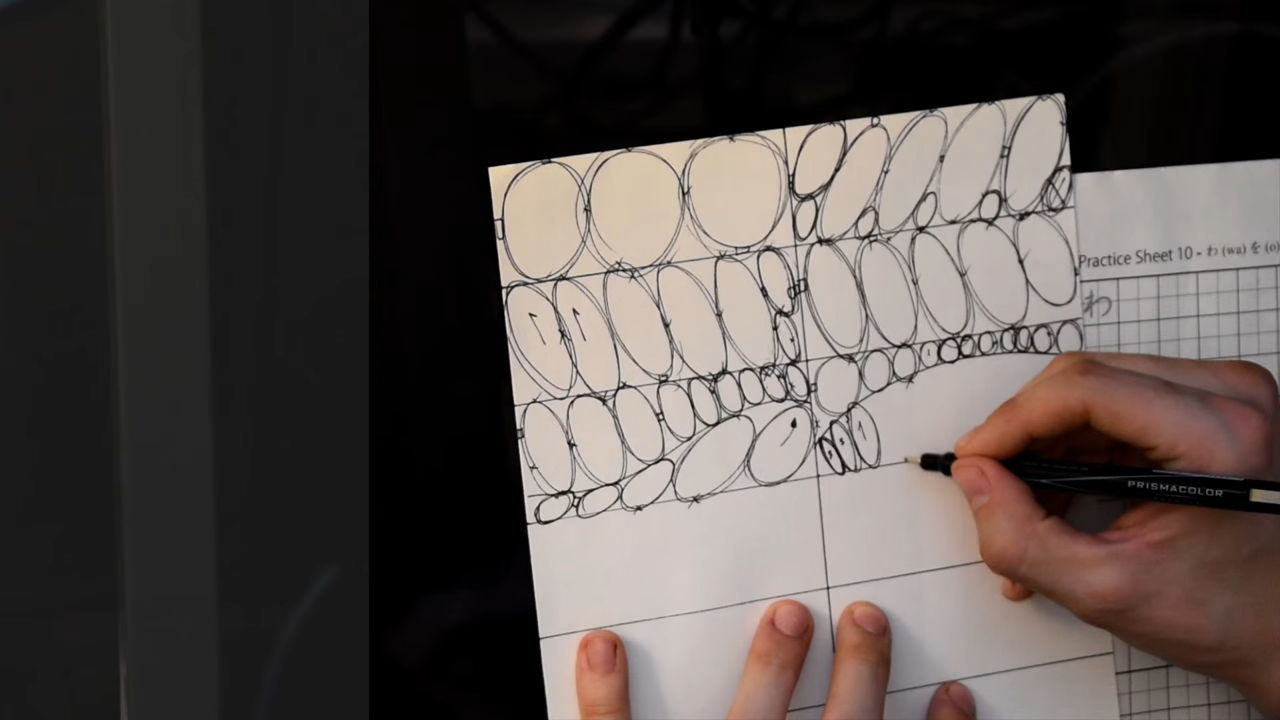 Practice Sheet 10 - わ (wa) を (o)
わ
PRISMACOLOR